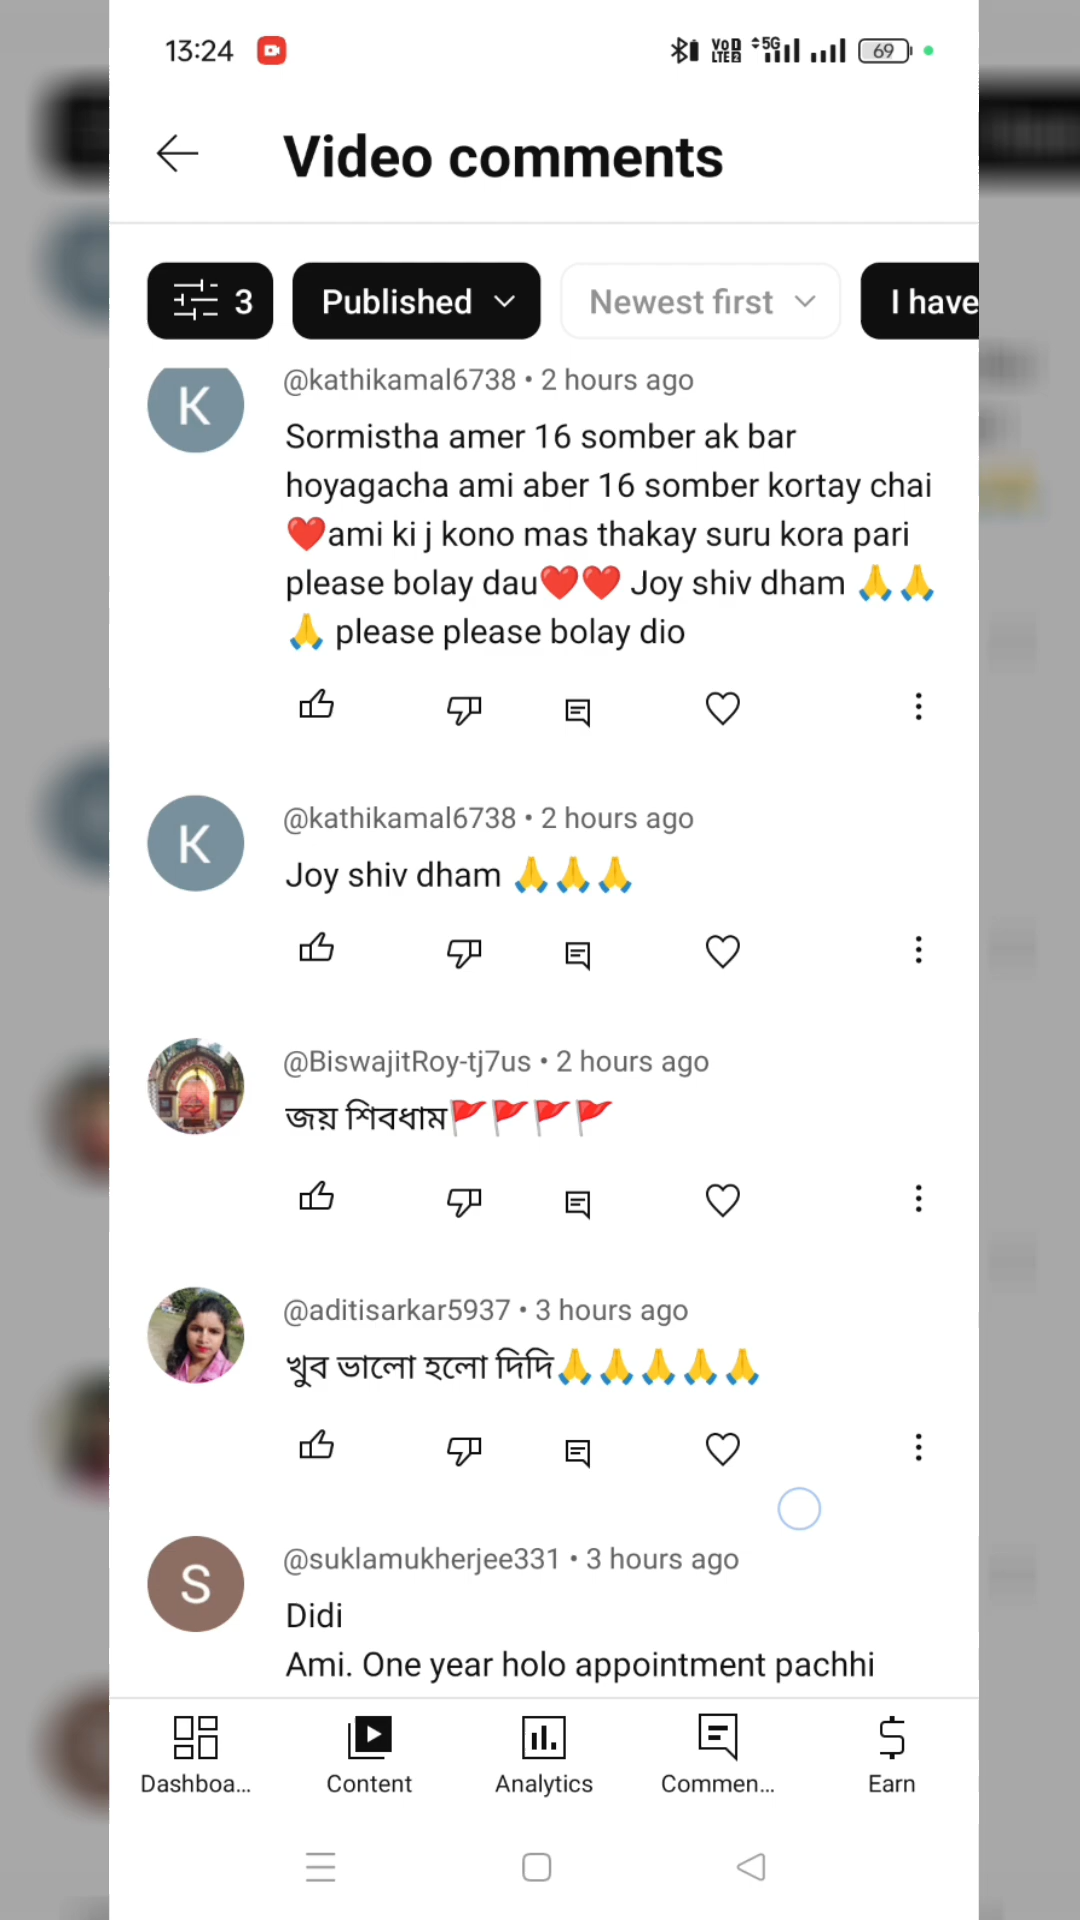 13:24
VoD LTE2 5G 69
Video comments
3 Published Newest first I have
K @kathikamal6738 • 2 hours ago
Sormistha amer 16 somber ak bar
hoyagacha ami aber 16 somber kortay chai
❤️ami ki j kono mas thakay suru kora pari
please bolay dau❤️❤️ Joy shiv dham 🙏🙏
🙏 please please bolay dio
K @kathikamal6738 • 2 hours ago
Joy shiv dham 🙏🙏🙏
@BiswajitRoy-tj7us • 2 hours ago
জয় শিবধাম🚩🚩🚩🚩
@aditisarkar5937 • 3 hours ago
খুব ভালো হলো দিদি🙏🙏🙏🙏🙏
S @suklamukherjee331 • 3 hours ago
Didi
Ami. One year holo appointment pachhi
Dashboa... Content Analytics Commen... Earn